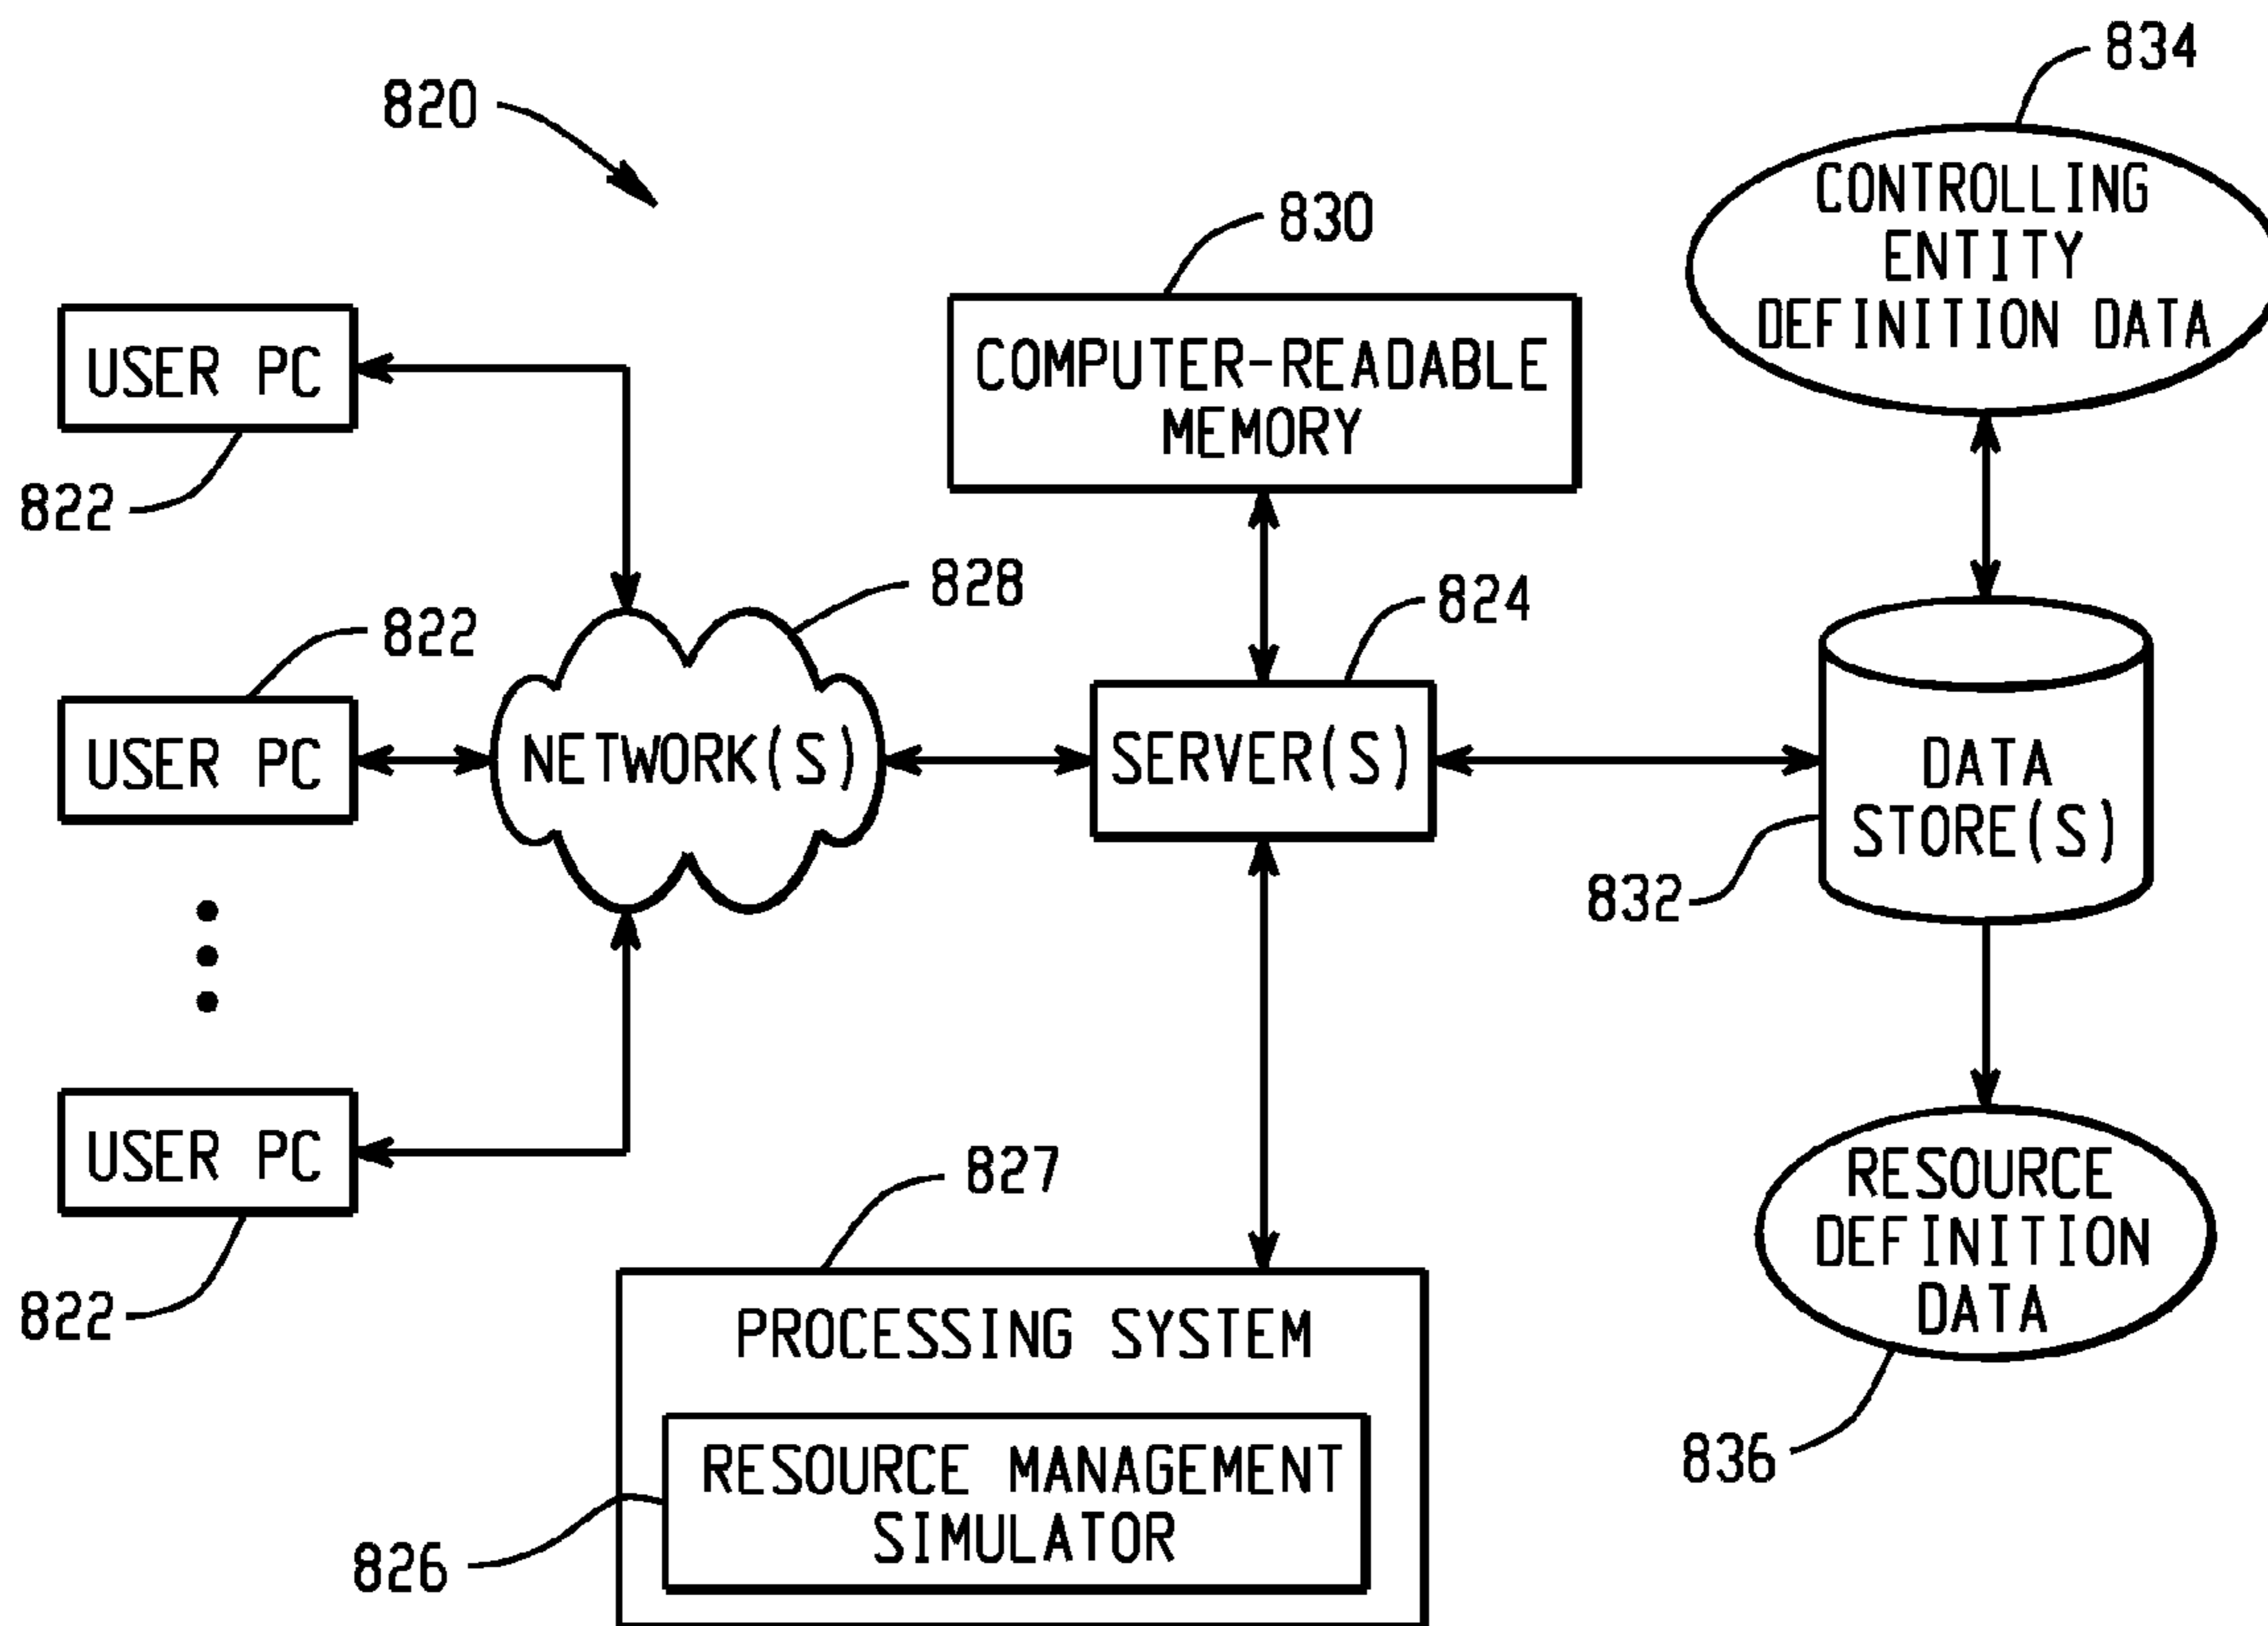 834
820
CONTROLLING
ENTITY
DEFINITION DATA
830
USER PC
COMPUTER-READABLE
MEMORY
822
828
824
822
USER PC
NETWORK(S)
SERVER(S)
DATA
STORE(S)
832
USER PC
827
RESOURCE
DEFINITION
DATA
822
PROCESSING SYSTEM
836
RESOURCE MANAGEMENT
SIMULATOR
826